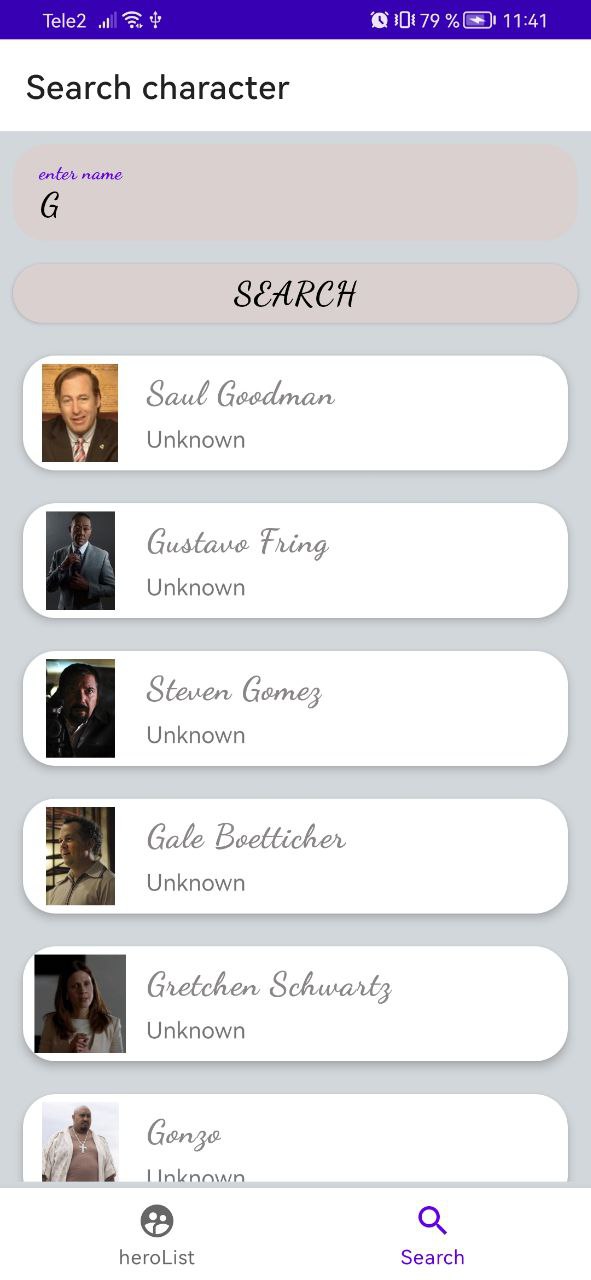 Tele2 79 % 11:41
Search character
enter name
G
SEARCH
Saul Goodman
Unknown
Gustavo Fring
Unknown
Steven Gomez
Unknown
Gale Boetticher
Unknown
Gretchen Schwartz
Unknown
Gonzo
Unknown
heroList Search